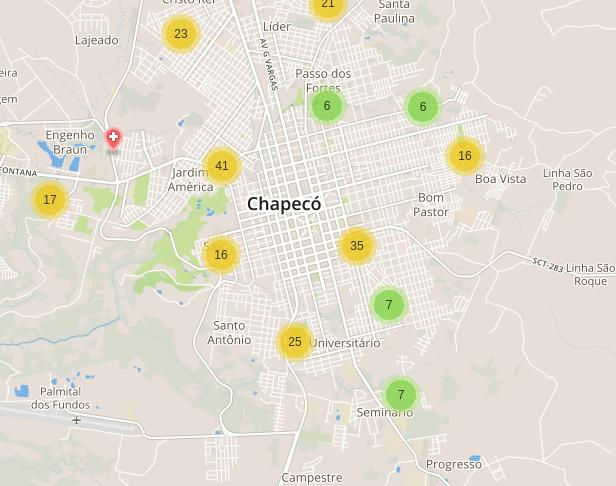 Cristo Rei
21
Santa
Paulina
23
Líder
Lajeado
AV G VARGAS
Passo dos
Fortes
6
6
Engenho
Braun
41
16
Jardim
América
FONTANA
Boa Vista
Linha São
Pedro
17
Chapecó
Bom
Pastor
35
16
SCT-283
Linha São
Roque
7
Santo
Antônio
25
Universitário
Palmital
dos Fundos
7
Seminário
Progresso
Campestre